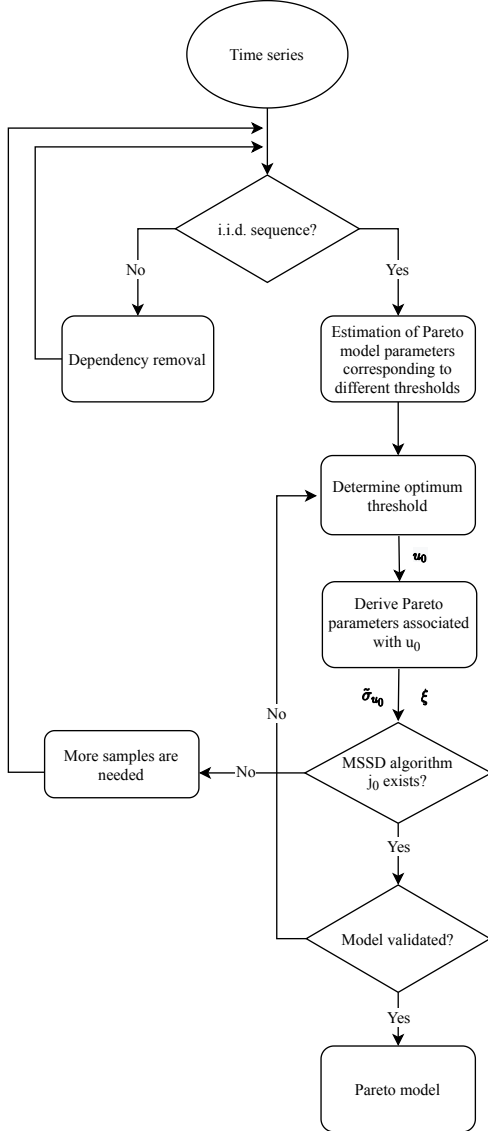 Time series
i.i.d. sequence?
No
Yes
Dependency removal
Estimation of Pareto
model parameters
corresponding to
different thresholds
Determine optimum
threshold
u₀
Derive Pareto
parameters associated
with u₀
σ̃ᵤ₀ ξ
No
More samples are
needed
No
MSSD algorithm
j₀ exists?
Yes
Model validated?
Yes
Pareto model